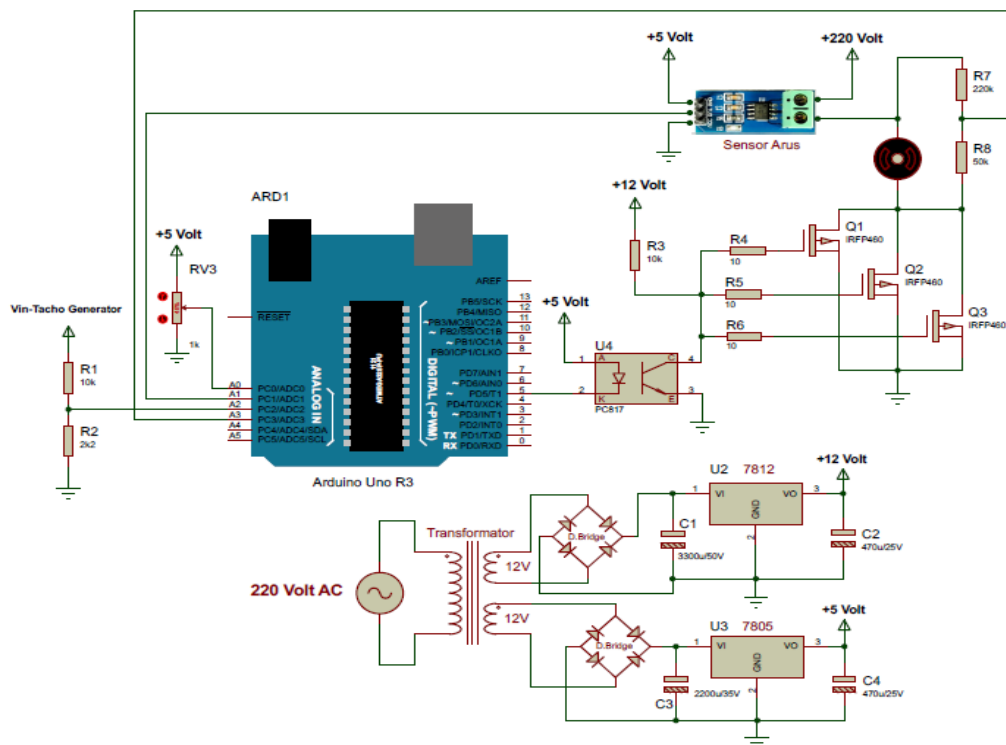 +5 Volt
+220 Volt
R7
220k
Sensor Arus
R8
50k
+12 Volt
ARD1
R3
10k
R4
10
Q1
IRFP460
+5 Volt
RV3
1k
Vin-Tacho Generator
R5
10
Q2
IRFP460
R6
10
Q3
IRFP460
+5 Volt
U4
A
C
K
E
1
2
4
3
PC817
R1
10k
R2
2k2
RESET
AREF
PB5/SCK 13
PB4/MISO 12
~PB3/MOSI/OC2A 11
~PB2/SS/OC1B 10
~PB1/OC1A 9
PB0/ICP1/CLKO 8
PD7/AIN1 7
~PD6/AIN0 6
~PD5/T1 5
PD4/T0/XCK 4
~PD3/INT1 3
PD2/INT0 2
TX PD1/TXD 1
RX PD0/RXD 0
A0 PC0/ADC0
A1 PC1/ADC1
A2 PC2/ADC2
A3 PC3/ADC3
A4 PC4/ADC4/SDA
A5 PC5/ADC5/SCL
ANALOG IN
DIGITAL (~PWM)
Arduino Uno R3
Transformator
220 Volt AC
12V
D.Bridge
C1
3300u/50V
U2 7812
1 VI VO 3
GND
2
+12 Volt
C2
470u/25V
12V
D.Bridge
C3
2200u/35V
U3 7805
1 VI VO 3
GND
2
+5 Volt
C4
470u/25V